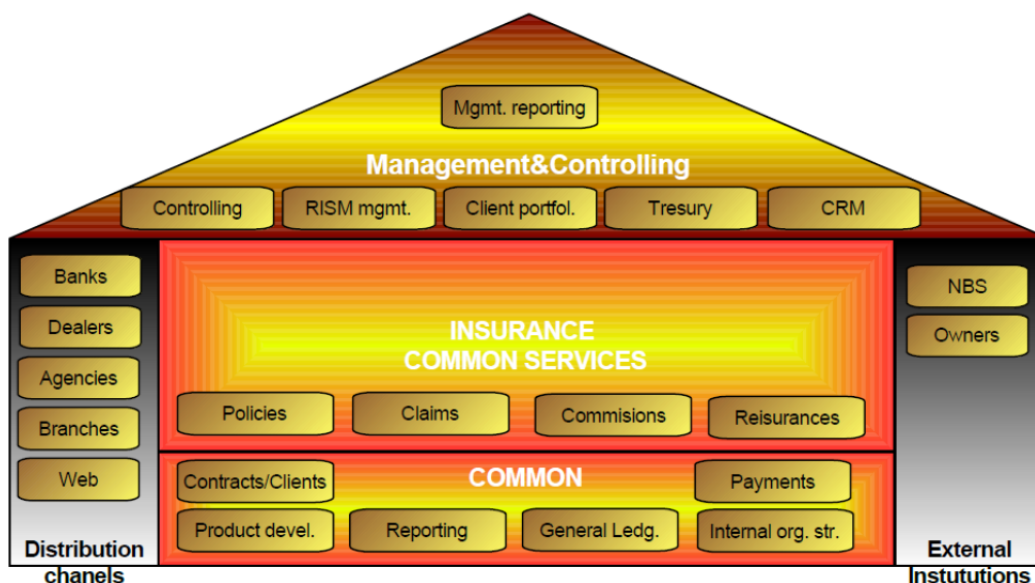 Mgmt. reporting
Management&Controlling
Controlling
RISM mgmt.
Client portfol.
Tresury
CRM
Banks
Dealers
Agencies
Branches
Web
Distribution
chanels
INSURANCE
COMMON SERVICES
Policies
Claims
Commisions
Reisurances
COMMON
Contracts/Clients
Payments
Product devel.
Reporting
General Ledg.
Internal org. str.
NBS
Owners
External
Instututions